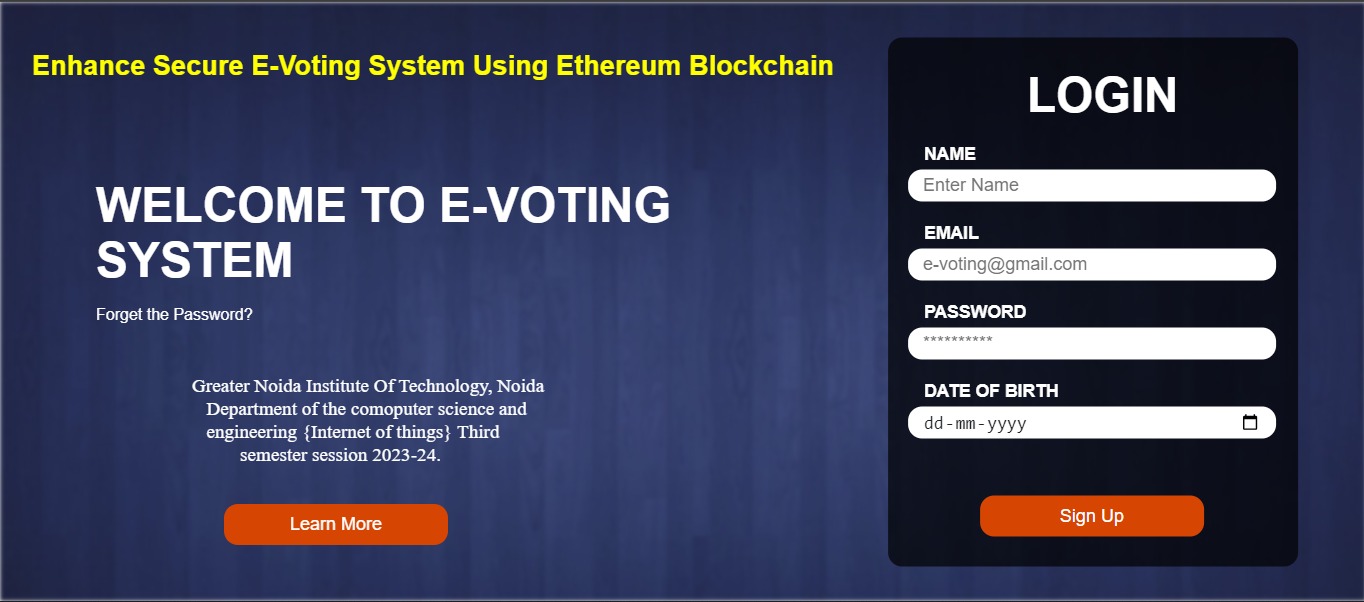 Enhance Secure E-Voting System Using Ethereum Blockchain
WELCOME TO E-VOTING
SYSTEM
Forget the Password?
Greater Noida Institute Of Technology, Noida
Department of the comoputer science and
engineering {Internet of things} Third
semester session 2023-24.
Learn More
LOGIN
NAME
Enter Name
EMAIL
e-voting@gmail.com
PASSWORD
**********
DATE OF BIRTH
dd-mm-yyyy
Sign Up